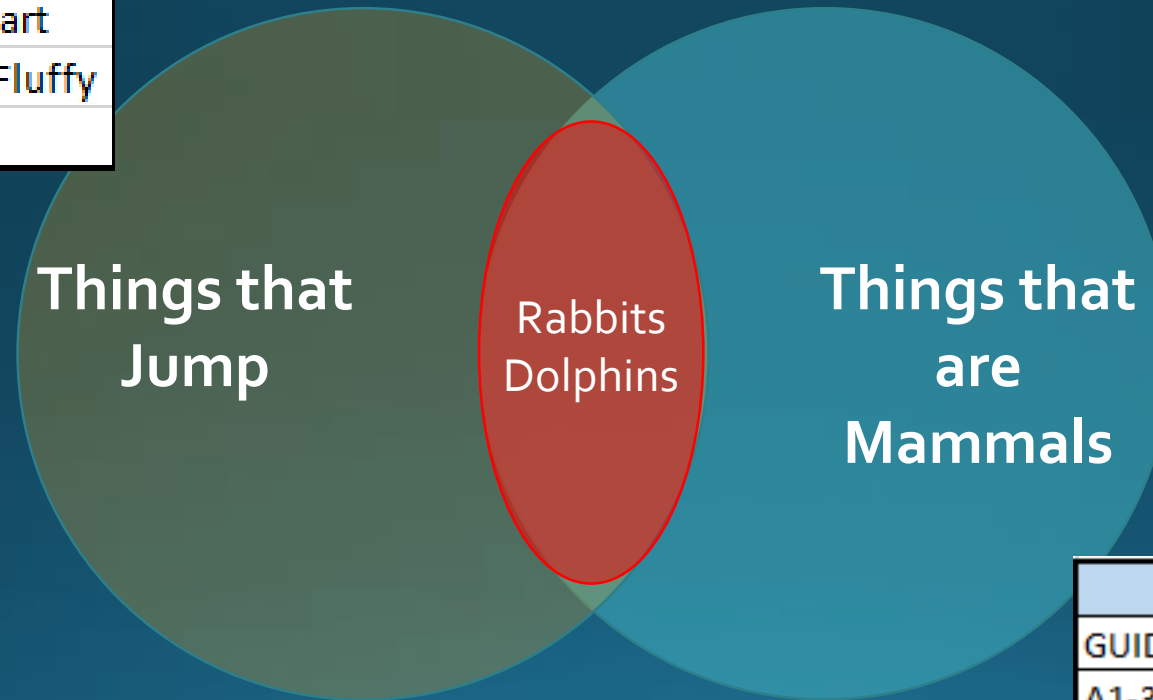 art
Fluffy
Things that
Jump
Rabbits
Dolphins
Things that
are
Mammals
GUID